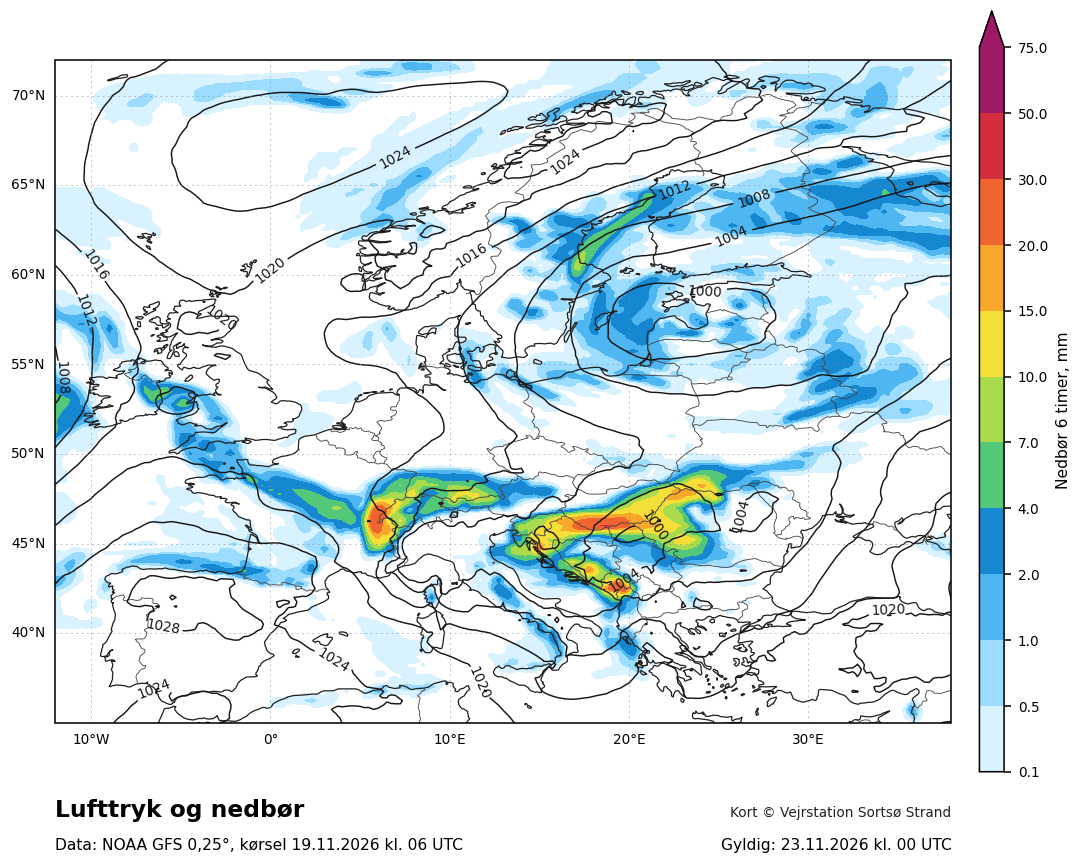 75.0
50.0
30.0
20.0
15.0
10.0
7.0
4.0
2.0
1.0
0.5
0.1
Nedbør 6 timer, mm
70°N
65°N
60°N
55°N
50°N
45°N
40°N
10°W
0°
10°E
20°E
30°E
1024
1024
1012
1008
1004
1016
1020
1016
1012
1008
1000
1020
1004
1000
1004
1020
1028
1024
1024
1020
Lufttryk og nedbør
Kort © Vejrstation Sortsø Strand
Data: NOAA GFS 0,25°, kørsel 19.11.2026 kl. 06 UTC
Gyldig: 23.11.2026 kl. 00 UTC